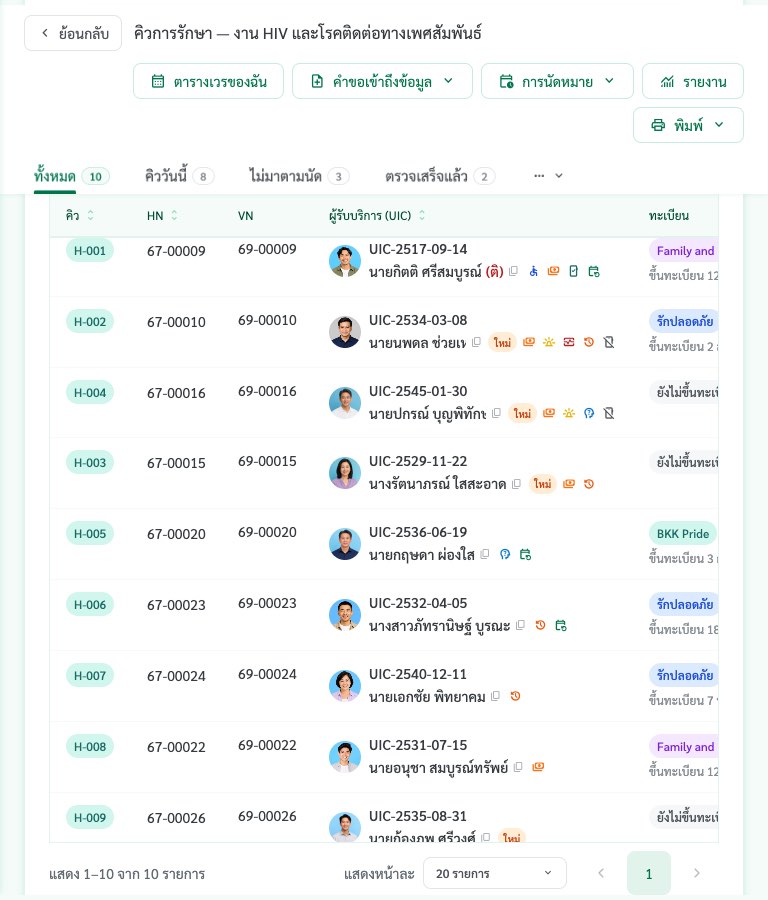 ย้อนกลับ
คิวการรักษา — งาน HIV และโรคติดต่อทางเพศสัมพันธ์
ตารางเวรของฉัน
คำขอเข้าถึงข้อมูล
การนัดหมาย
รายงาน
พิมพ์
ทั้งหมด 10
คิววันนี้ 8
ไม่มาตามนัด 3
ตรวจเสร็จแล้ว 2
คิว HN VN ผู้รับบริการ (UIC) ทะเบียน
H-001 67-00009 69-00009 UIC-2517-09-14 Family and
นายกิตติ ศรีสมบูรณ์ (ติ) ขึ้นทะเบียน 12
H-002 67-00010 69-00010 UIC-2534-03-08 รักปลอดภัย
นายนพดล ช่วยเ ใหม่ ขึ้นทะเบียน 2
H-004 67-00016 69-00016 UIC-2545-01-30 ยังไม่ขึ้นทะเ
นายปกรณ์ บุญพิทักษ ใหม่
H-003 67-00015 69-00015 UIC-2529-11-22 ยังไม่ขึ้นทะเ
นางรัตนาภรณ์ ใสสะอาด ใหม่
H-005 67-00020 69-00020 UIC-2536-06-19 BKK Pride
นายกฤษดา ผ่องใส ขึ้นทะเบียน 3
H-006 67-00023 69-00023 UIC-2532-04-05 รักปลอดภัย
นางสาวภัทรานิษฐ์ บูรณะ ขึ้นทะเบียน 18
H-007 67-00024 69-00024 UIC-2540-12-11 รักปลอดภัย
นายเอกชัย พิทยาคม ขึ้นทะเบียน 7
H-008 67-00022 69-00022 UIC-2531-07-15 Family and
นายอนุชา สมบูรณ์ทรัพย์ ขึ้นทะเบียน 12
H-009 67-00026 69-00026 UIC-2535-08-31 ยังไม่ขึ้นทะเ
นายก้องภพ ศรีวงศ์ ใหม่
แสดง 1–10 จาก 10 รายการ
แสดงหน้าละ 20 รายการ 1